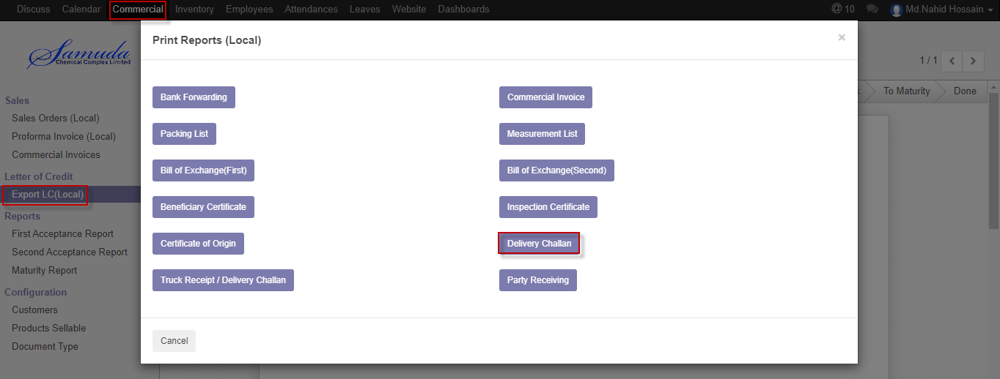 Discuss Calendar Commercial Inventory Employees Attendances Leaves Website Dashboards @ 10 Md.Nahid Hossain
Print Reports (Local) ×
Samuda
Chemical Complex Limited
1 / 1
To Maturity Done
Sales
Sales Orders (Local)
Proforma Invoice (Local)
Commercial Invoices
Letter of Credit
Export LC(Local)
Reports
First Acceptance Report
Second Acceptance Report
Maturity Report
Configuration
Customers
Products Sellable
Document Type
Bank Forwarding Commercial Invoice
Packing List Measurement List
Bill of Exchange(First) Bill of Exchange(Second)
Beneficiary Certificate Inspection Certificate
Certificate of Origin Delivery Challan
Truck Receipt / Delivery Challan Party Receiving
Cancel